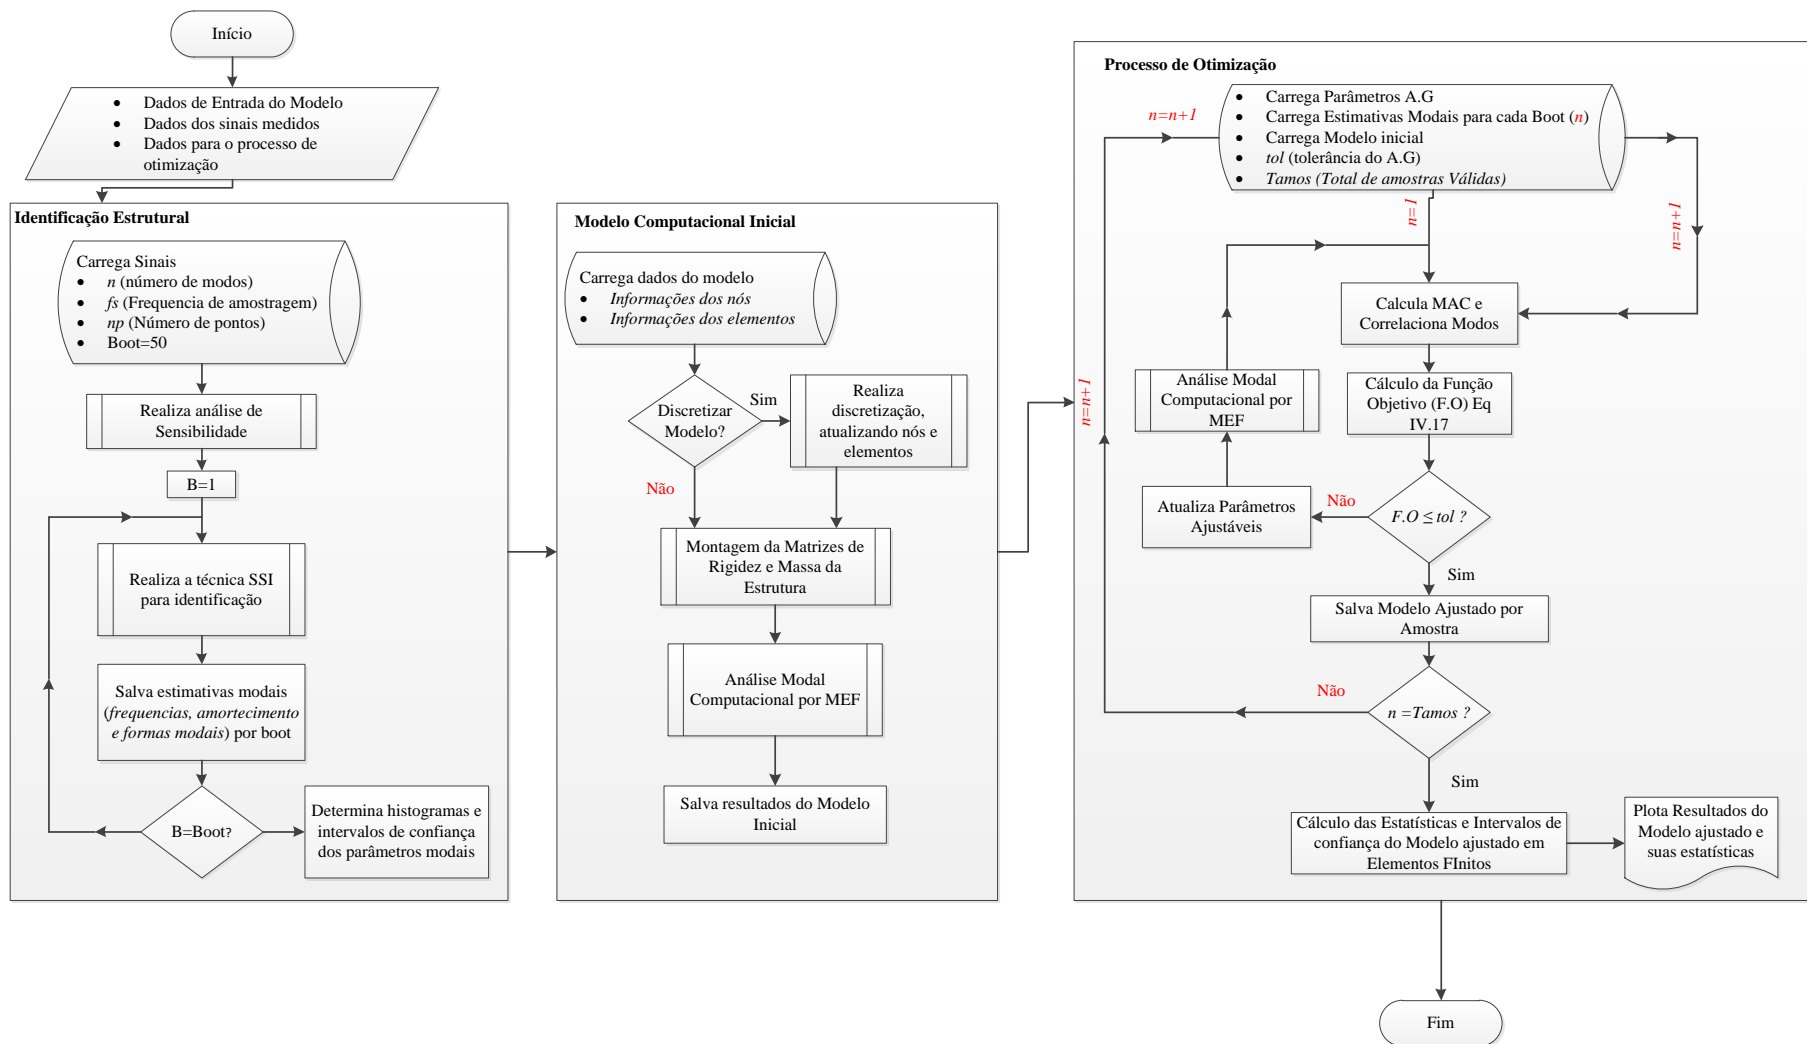 Início
• Dados de Entrada do Modelo
• Dados dos sinais medidos
• Dados para o processo de
otimização
Identificação Estrutural
Carrega Sinais
• n (número de modos)
• fs (Frequencia de amostragem)
• np (Número de pontos)
• Boot=50
Realiza análise de
Sensibilidade
B=1
Realiza a técnica SSI
para identificação
Salva estimativas modais
(frequencias, amortecimento
e formas modais) por boot
B=Boot?
Determina histogramas e
intervalos de confiança
dos parâmetros modais
Modelo Computacional Inicial
Carrega dados do modelo
• Informações dos nós
• Informações dos elementos
Discretizar
Modelo?
Sim
Realiza
discretização,
atualizando nós e
elementos
Não
Montagem da Matrizes de
Rigidez e Massa da
Estrutura
Análise Modal
Computacional por MEF
Salva resultados do Modelo
Inicial
Processo de Otimização
n=n+1
• Carrega Parâmetros A.G
• Carrega Estimativas Modais para cada Boot (n)
• Carrega Modelo inicial
• tol (tolerância do A.G)
• Tamos (Total de amostras Válidas)
n=1
n=n+1
Calcula MAC e
Correlaciona Modos
n=n+1
Análise Modal
Computacional por
MEF
Cálculo da Função
Objetivo (F.O) Eq
IV.17
Atualiza Parâmetros
Ajustáveis
Não
F.O ≤ tol ?
Sim
Salva Modelo Ajustado por
Amostra
Não
n =Tamos ?
Sim
Cálculo das Estatísticas e Intervalos de
confiança do Modelo ajustado em
Elementos FInitos
Plota Resultados do
Modelo ajustado e
suas estatísticas
Fim